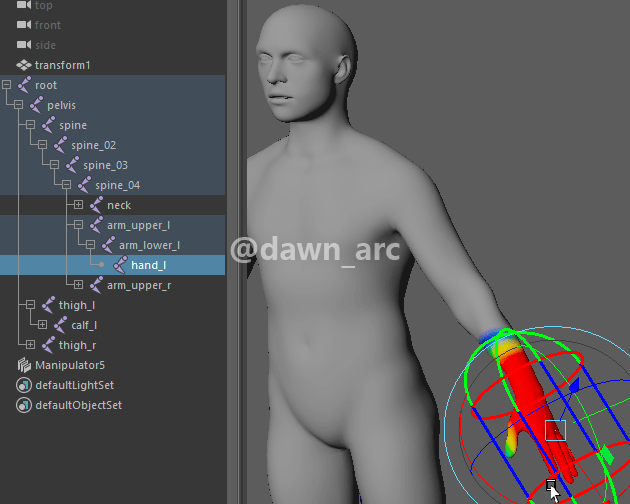 top
front
side
transform1
root
pelvis
spine
spine_02
spine_03
spine_04
neck
arm_upper_l
arm_lower_l
@dawn_arc
hand_l
arm_upper_r
thigh_l
calf_l
thigh_r
Manipulator5
defaultLightSet
defaultObjectSet